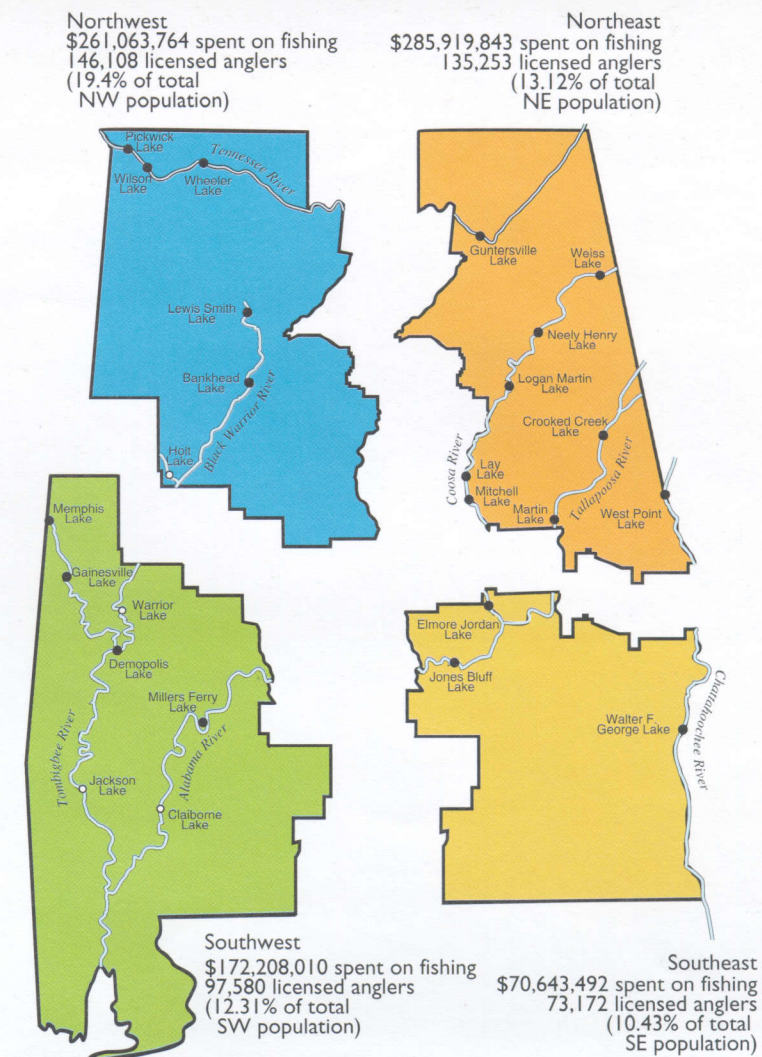 Northwest
$261,063,764 spent on fishing
146,108 licensed anglers
(19.4% of total
NW population)
Northeast
$285,919,843 spent on fishing
135,253 licensed anglers
(13.12% of total
NE population)
Pickwick
Lake
Wilson
Lake
Wheeler
Lake
Tennessee River
Lewis Smith
Lake
Bankhead
Lake
Black Warrior River
Holt
Lake
Guntersville
Lake
Weiss
Lake
Neely Henry
Lake
Logan Martin
Lake
Crooked Creek
Lake
Coosa River
Lay
Lake
Mitchell
Lake
Martin
Lake
Tallapoosa River
West Point
Lake
Memphis
Lake
Gainesville
Lake
Warrior
Lake
Demopolis
Lake
Millers Ferry
Lake
Tombigbee River
Alabama River
Jackson
Lake
Claiborne
Lake
Elmore Jordan
Lake
Jones Bluff
Lake
Walter F.
George Lake
Chattahoochee River
Southwest
$172,208,010 spent on fishing
97,580 licensed anglers
(12.31% of total
SW population)
Southeast
$70,643,492 spent on fishing
73,172 licensed anglers
(10.43% of total
SE population)